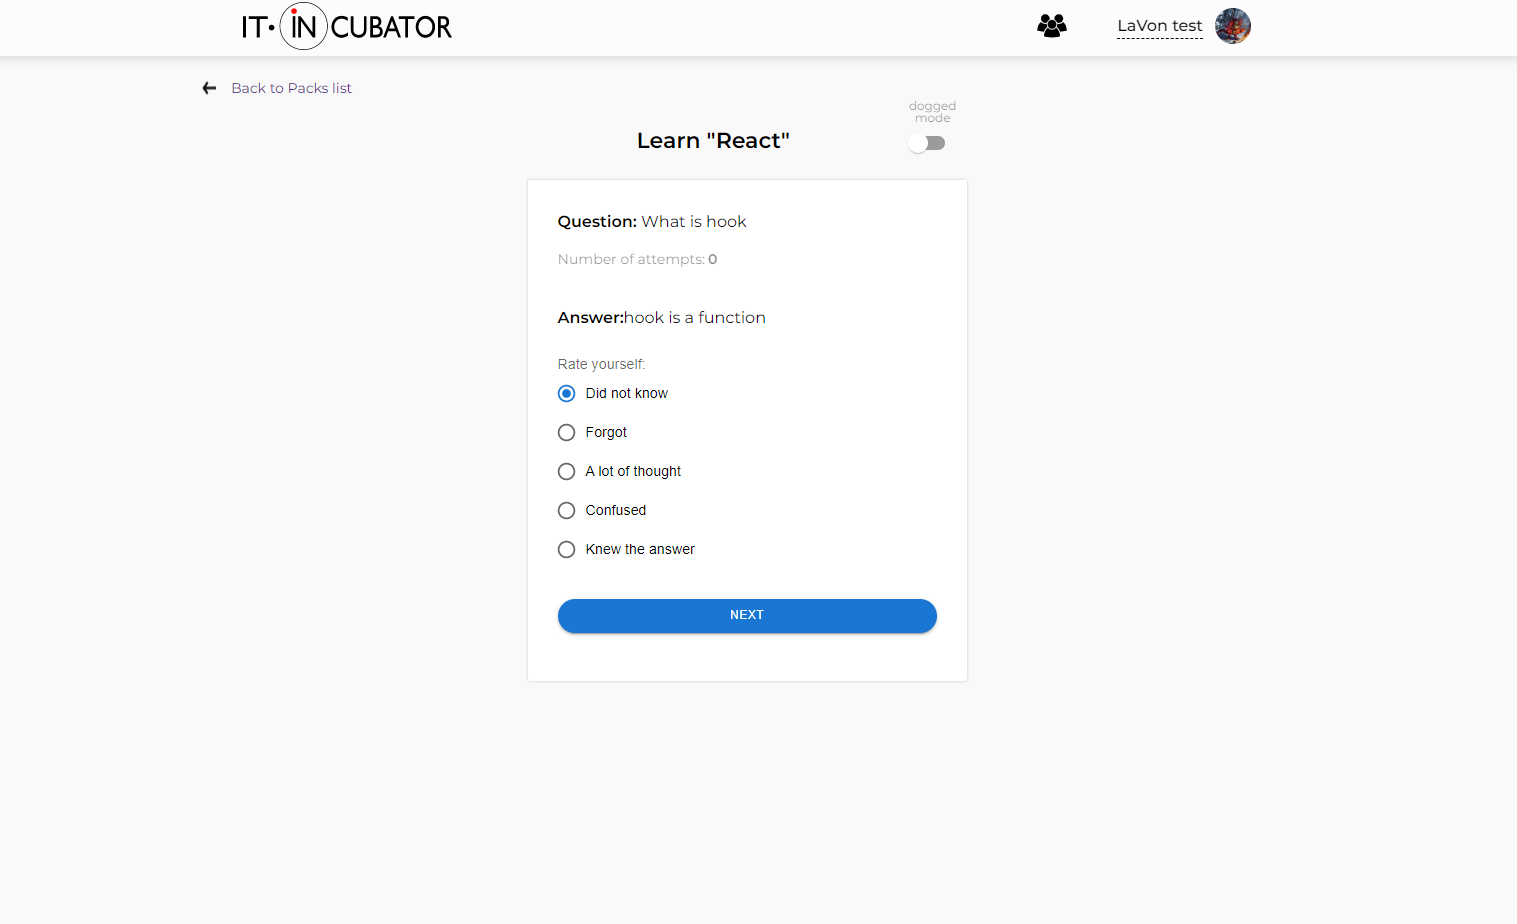 IT·INCUBATOR
LaVon test
Back to Packs list
dogged
mode
Learn "React"
Question: What is hook
Number of attempts: 0
Answer:hook is a function
Rate yourself:
Did not know
Forgot
A lot of thought
Confused
Knew the answer
NEXT